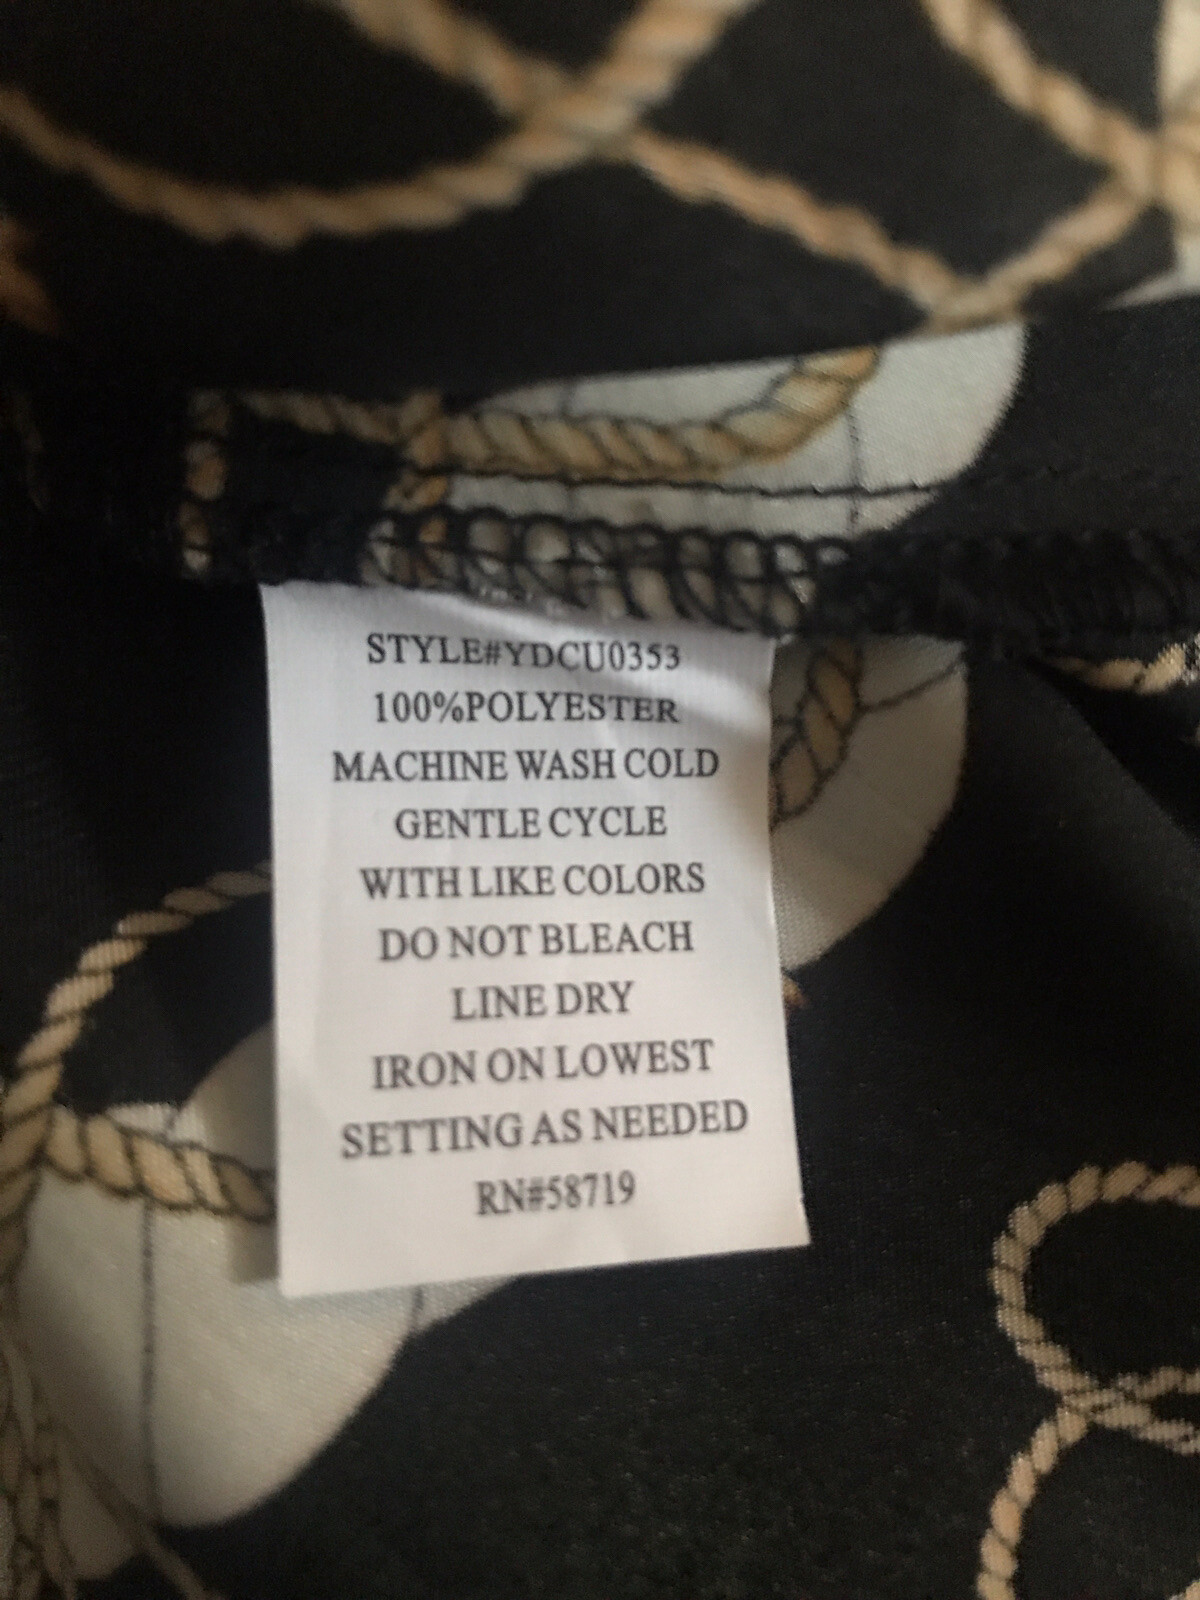 STYLE#YDCU0353
100%POLYESTER
MACHINE WASH COLD
GENTLE CYCLE
WITH LIKE COLORS
DO NOT BLEACH
LINE DRY
IRON ON LOWEST
SETTING AS NEEDED
RN#58719